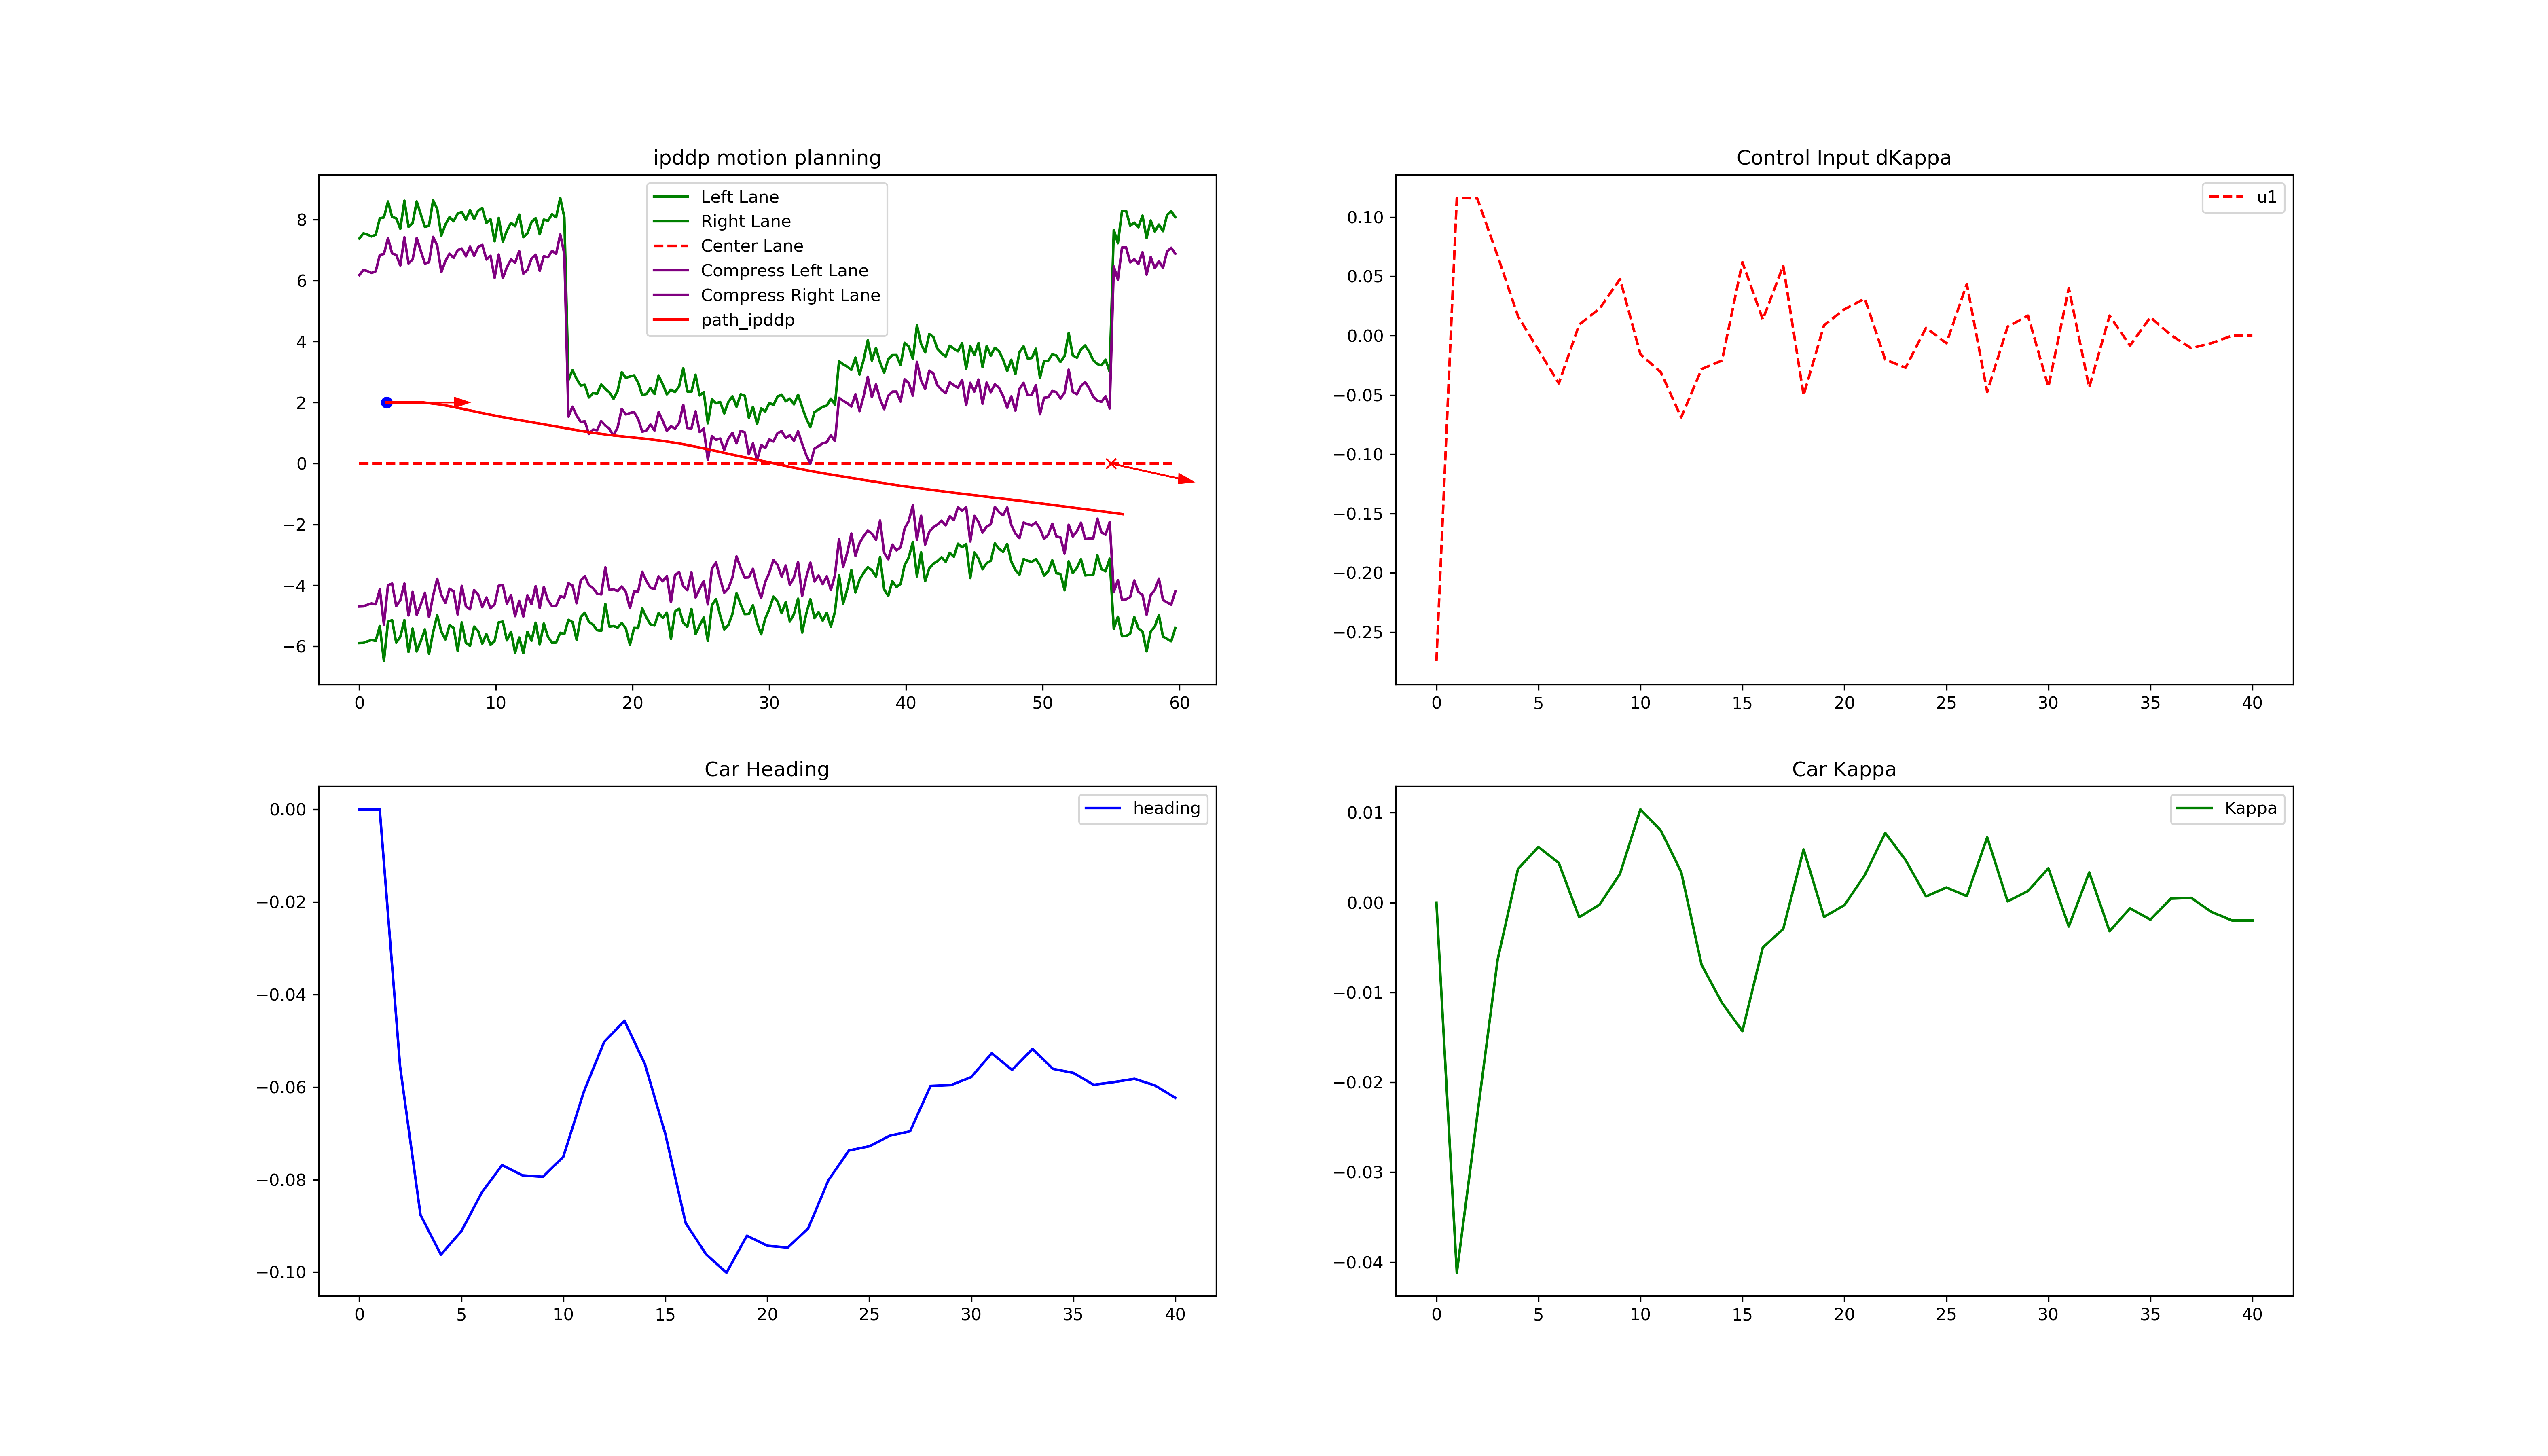 ipddp motion planning
Left Lane
Right Lane
Center Lane
Compress Left Lane
Compress Right Lane
path_ipddp
8
6
4
2
0
−2
−4
−6
0 10 20 30 40 50 60
Control Input dKappa
u1
0.10
0.05
0.00
−0.05
−0.10
−0.15
−0.20
−0.25
0 5 10 15 20 25 30 35 40
Car Heading
heading
0.00
−0.02
−0.04
−0.06
−0.08
−0.10
0 5 10 15 20 25 30 35 40
Car Kappa
Kappa
0.01
0.00
−0.01
−0.02
−0.03
−0.04
0 5 10 15 20 25 30 35 40